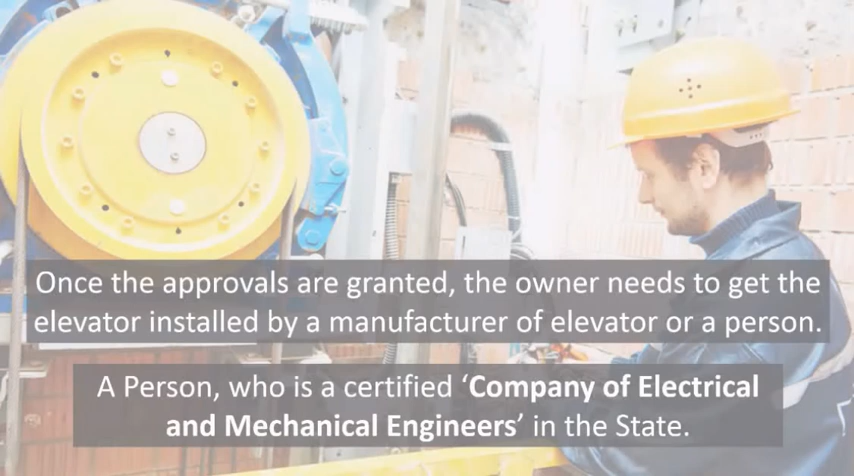 Once the approvals are granted, the owner needs to get the
elevator installed by a manufacturer of elevator or a person.
A Person, who is a certified ‘Company of Electrical
and Mechanical Engineers’ in the State.